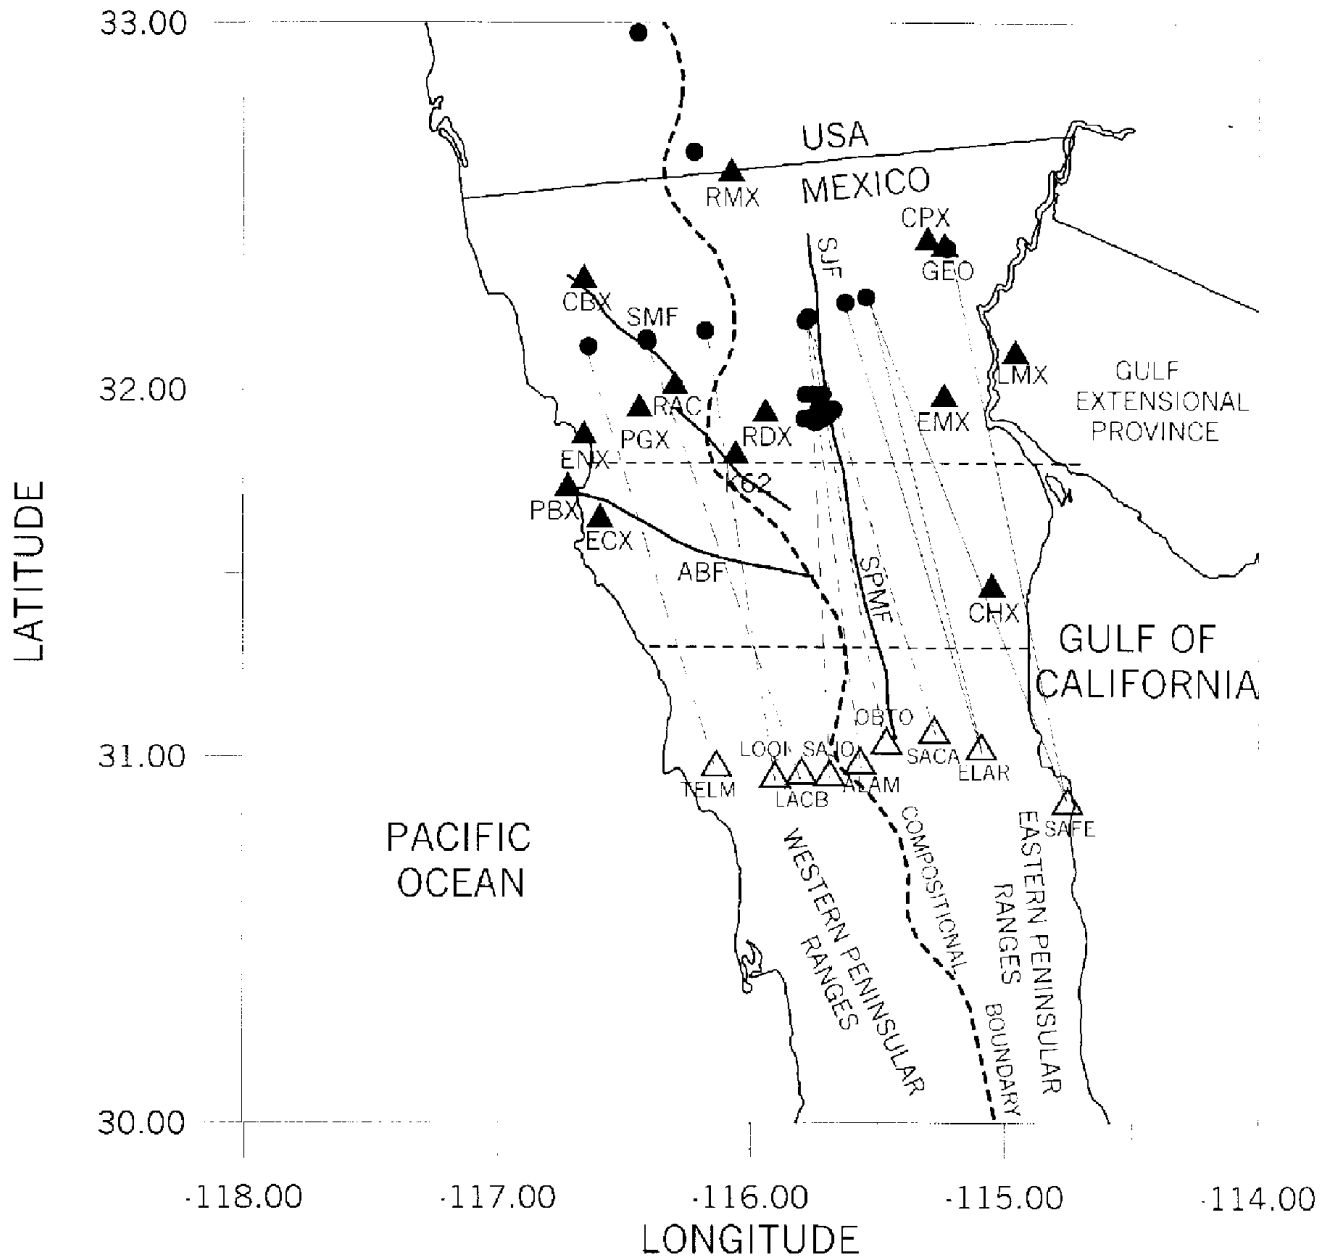 33.00
USA
MEXICO
RMX
CPX
GEO
SJF
CBX
SMF
32.00
LMX
GULF
EXTENSIONAL
PROVINCE
RAC
PGX
RDX
EMX
ENX
K62
PBX
ECX
ABF
SPMF
CHX
LATITUDE
GULF OF
CALIFORNIA
OBTO
31.00
SAJO
SACA
ELAR
TELM
LACB
ALAM
SAFE
PACIFIC
OCEAN
WESTERN PENINSULAR
RANGES
COMPOSITIONAL
BOUNDARY
EASTERN PENINSULAR
RANGES
30.00
-118.00
-117.00
-116.00
-115.00
-114.00
LONGITUDE